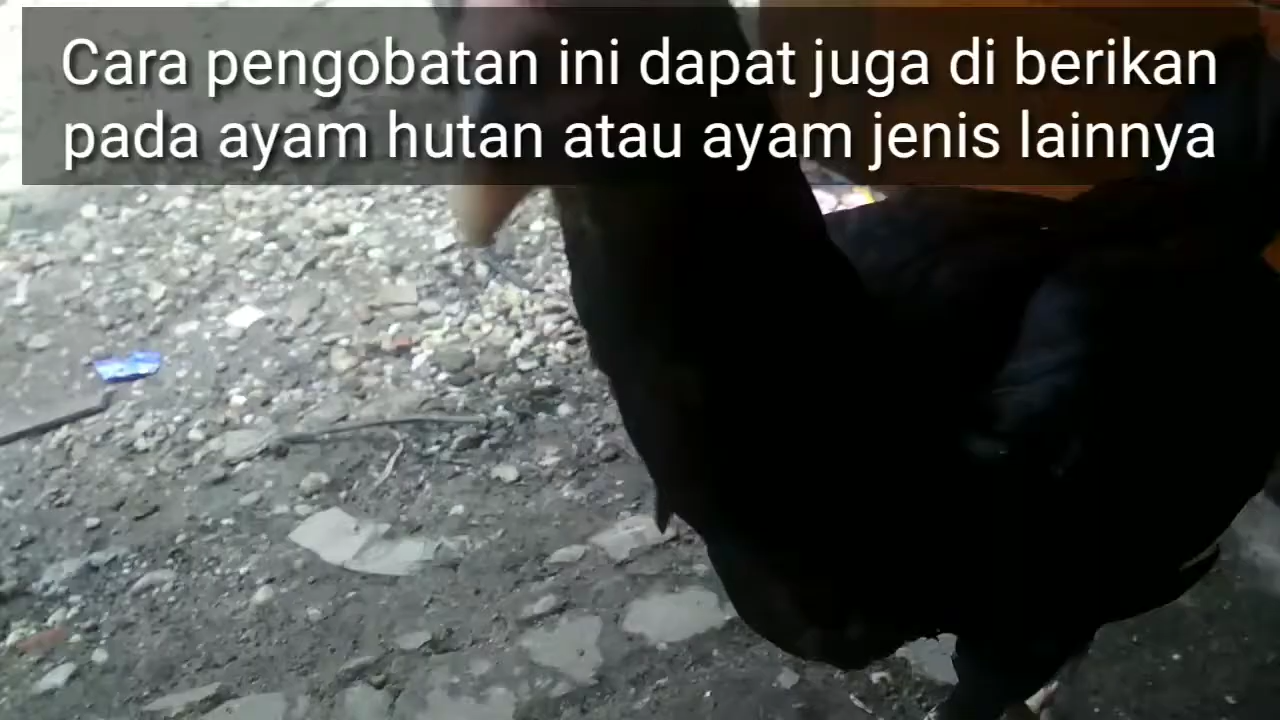 Cara pengobatan ini dapat juga di berikan
pada ayam hutan atau ayam jenis lainnya